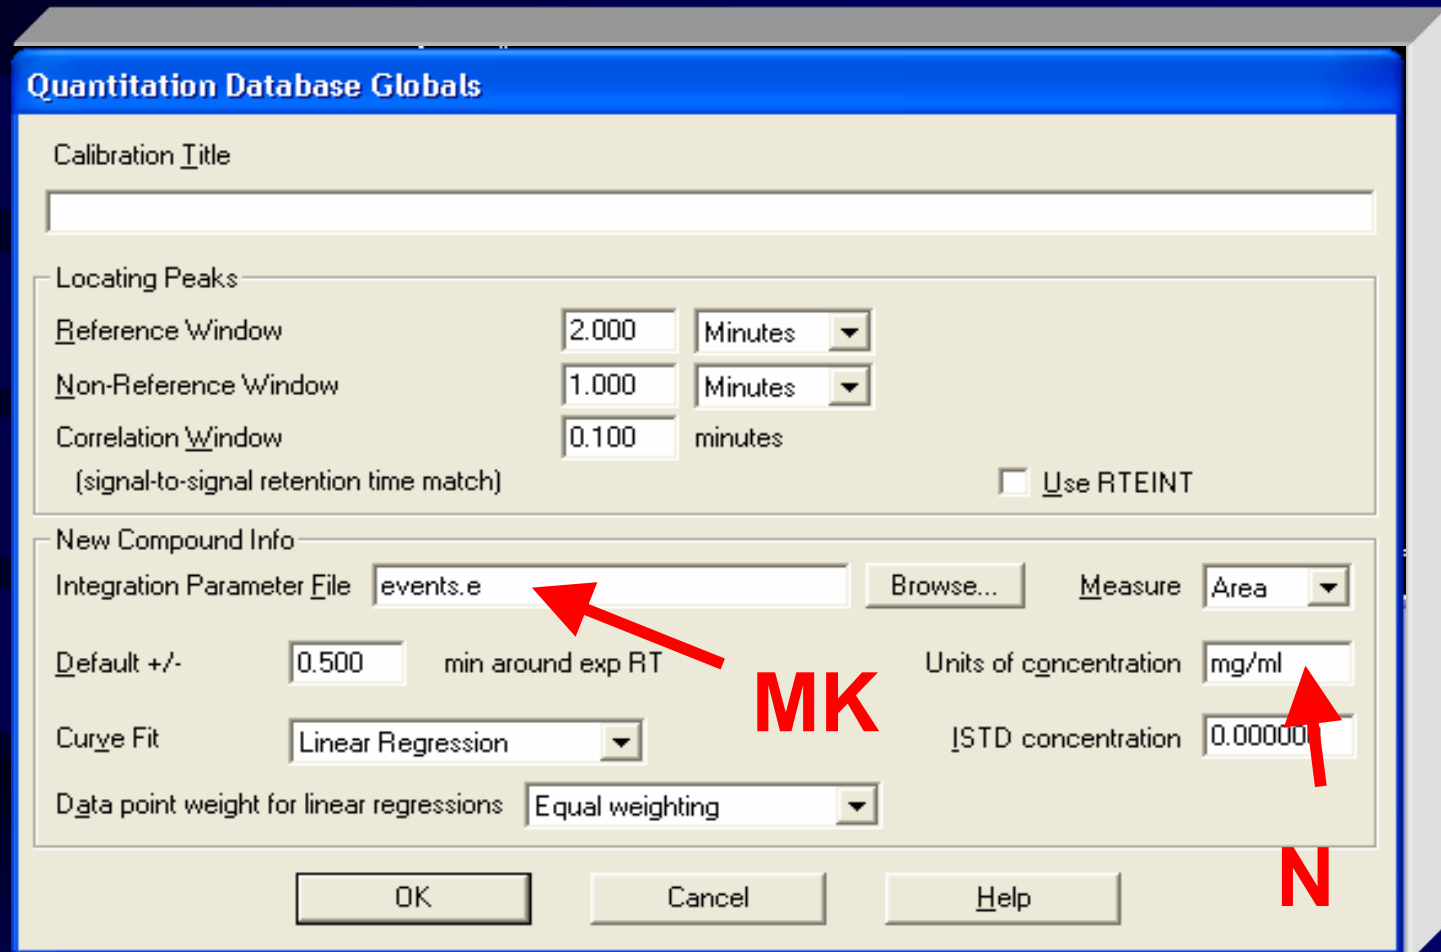 Quantitation Database Globals
Calibration Title
Locating Peaks
Reference Window 2.000 Minutes
Non-Reference Window 1.000 Minutes
Correlation Window 0.100 minutes
(signal-to-signal retention time match) Use RTEINT
New Compound Info
Integration Parameter File events.e Browse... Measure Area
Default +/- 0.500 min around exp RT Units of concentration mg/ml
MK
Curve Fit Linear Regression ISTD concentration 0.000000
Data point weight for linear regressions Equal weighting
N
OK Cancel Help